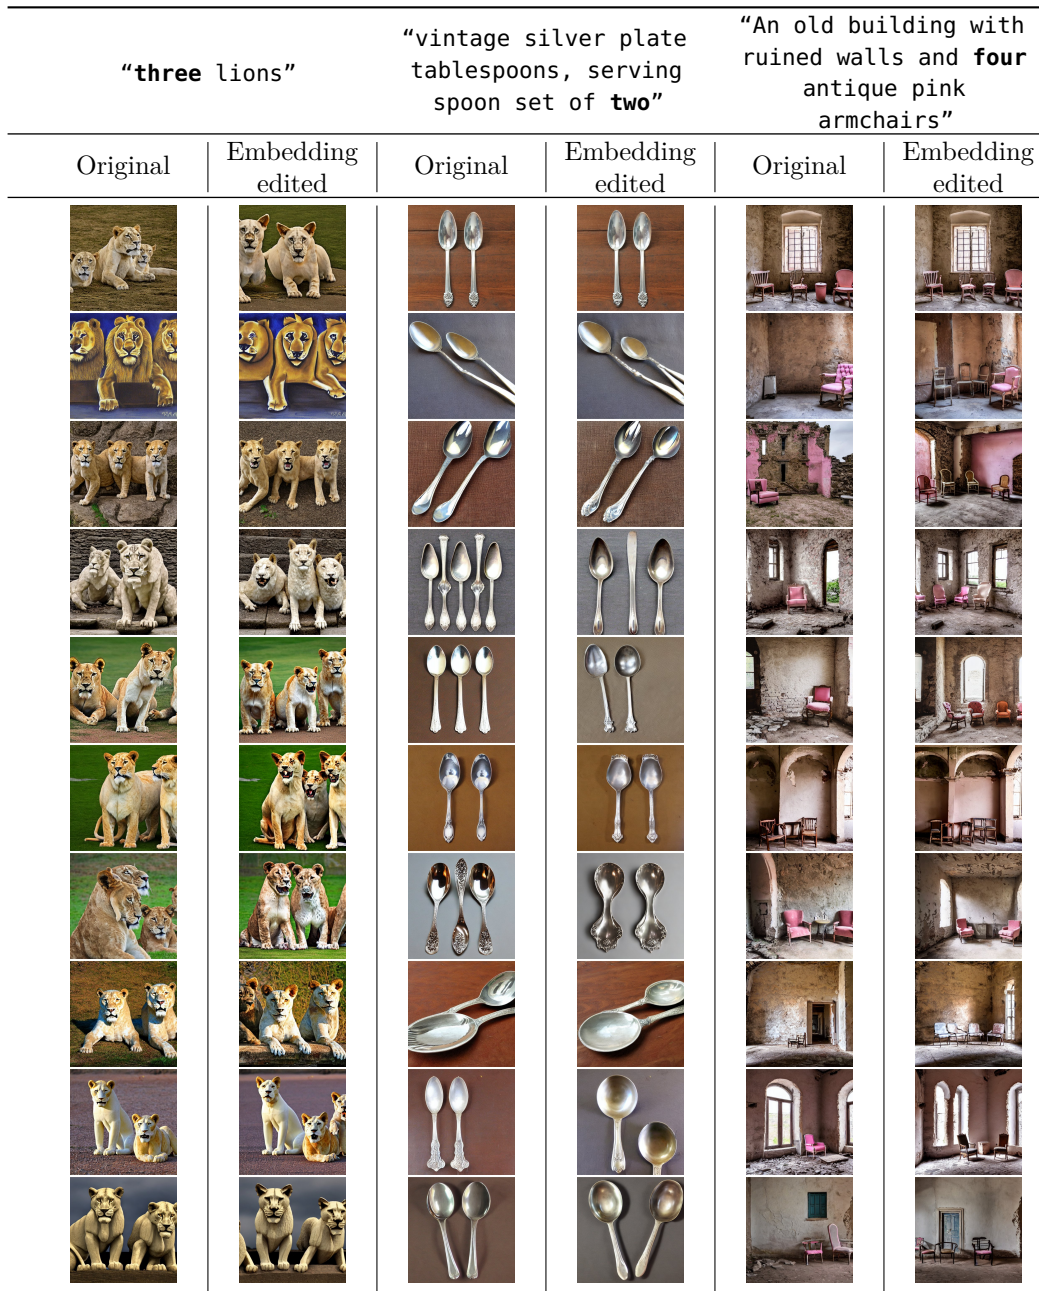 “three lions”
“vintage silver plate
tablespoons, serving
spoon set of two”
“An old building with
ruined walls and four
antique pink
armchairs”
Original
Embedding
edited
Original
Embedding
edited
Original
Embedding
edited